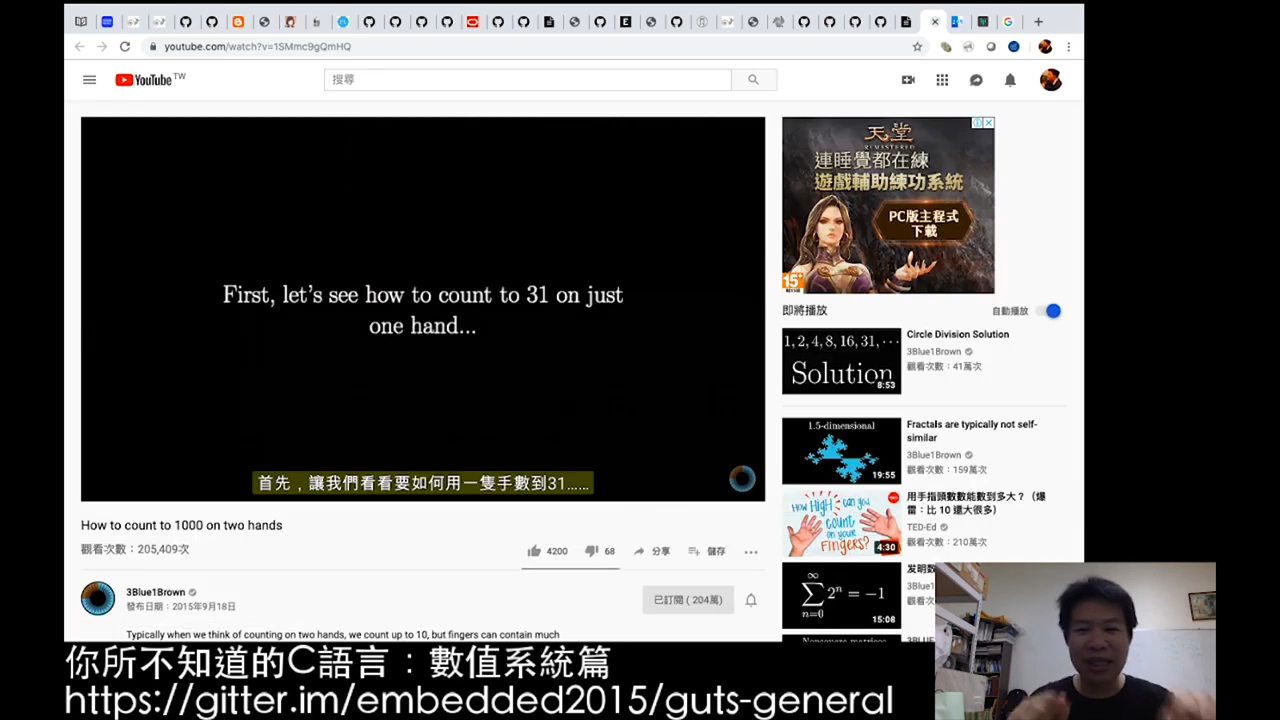 youtube.com/watch?v=1SMmc9gQmHQ
YouTube TW
搜尋
First, let's see how to count to 31 on just
one hand...
首先，讓我們看看要如何用一隻手數到31……
How to count to 1000 on two hands
觀看次數：205,409次
4200
68
分享
儲存
3Blue1Brown
發布日期：2015年9月18日
已訂閱 (204萬)
Typically when we think of counting on two hands, we count up to 10, but fingers can contain much
天堂
REMASTERED
連睡覺都在練
遊戲輔助練功系統
PC版主程式
下載
15+
即將播放
自動播放
1, 2, 4, 8, 16, 31, ...
Solution
8:53
Circle Division Solution
3Blue1Brown
觀看次數：41萬次
1.5-dimensional
19:55
Fractals are typically not self-
similar
3Blue1Brown
觀看次數：159萬次
HOW HIGH can you
count on your
FINGERS?
4:30
用手指頭數數能數到多大？（爆
雷：比 10 還大很多）
TED-Ed
觀看次數：210萬次
∞
∑ 2ⁿ = −1
n=0
15:08
发明数
3Blue1
觀看次
你所不知道的C語言：數值系統篇
https://gitter.im/embedded2015/guts-general